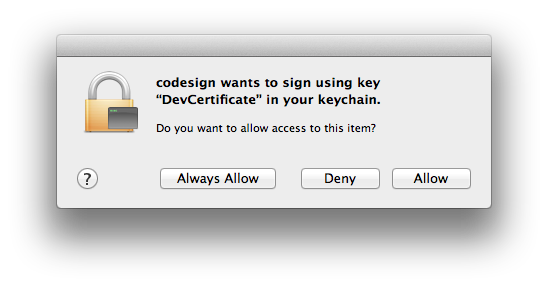 codesign wants to sign using key
“DevCertificate” in your keychain.
Do you want to allow access to this item?
?
Always Allow
Deny
Allow